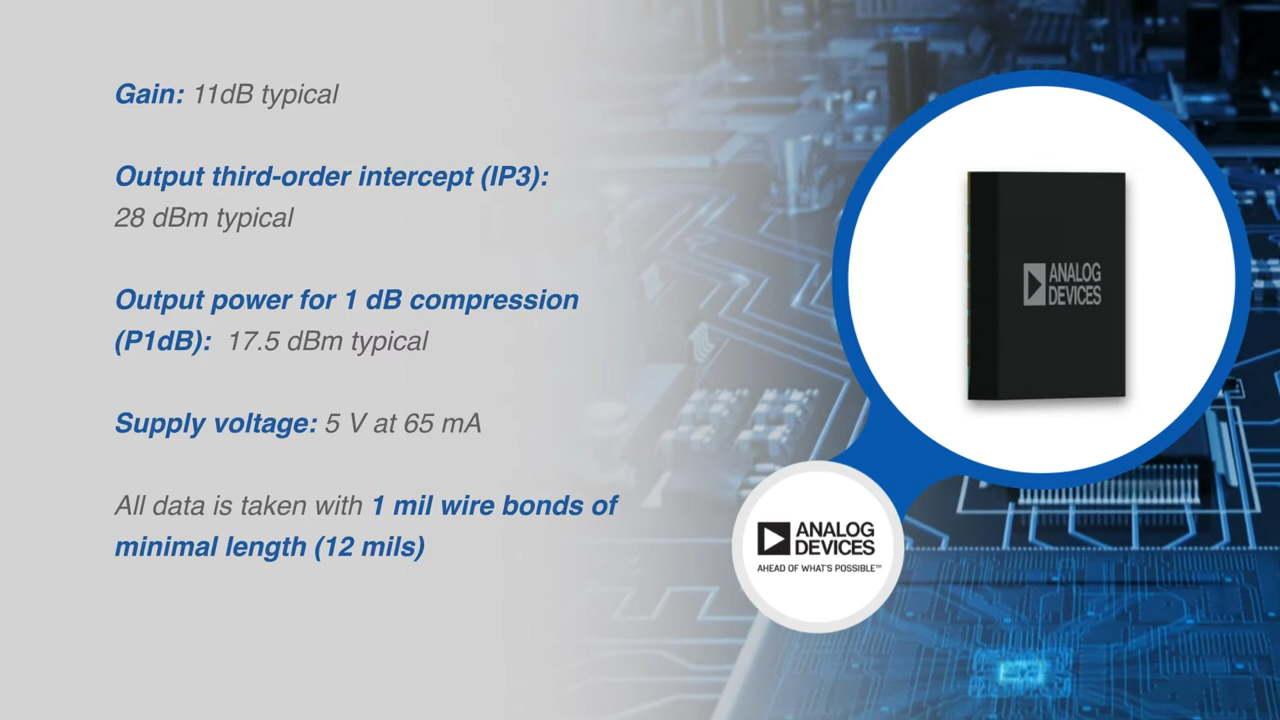 Gain: 11dB typical
Output third-order intercept (IP3):
28 dBm typical
Output power for 1 dB compression
(P1dB): 17.5 dBm typical
Supply voltage: 5 V at 65 mA
All data is taken with 1 mil wire bonds of
minimal length (12 mils)
ANALOG
DEVICES
ANALOG
DEVICES
AHEAD OF WHAT'S POSSIBLE™